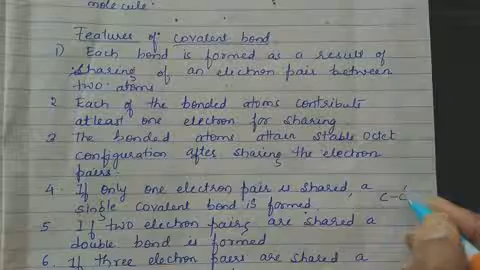 molecule.
Features of covalent bond
1) Each bond is formed as a result of
sharing of an electron pair between
two atoms
2 Each of the bonded atoms contribute
atleast one electron for sharing
3 The bonded atoms attain stable octet
configuration after sharing the electron
pairs.
4. If only one electron pair is shared, a
single covalent bond is formed. C-C
5 If two electron pairs are shared a
double bond is formed
6. If three electron pairs are shared a